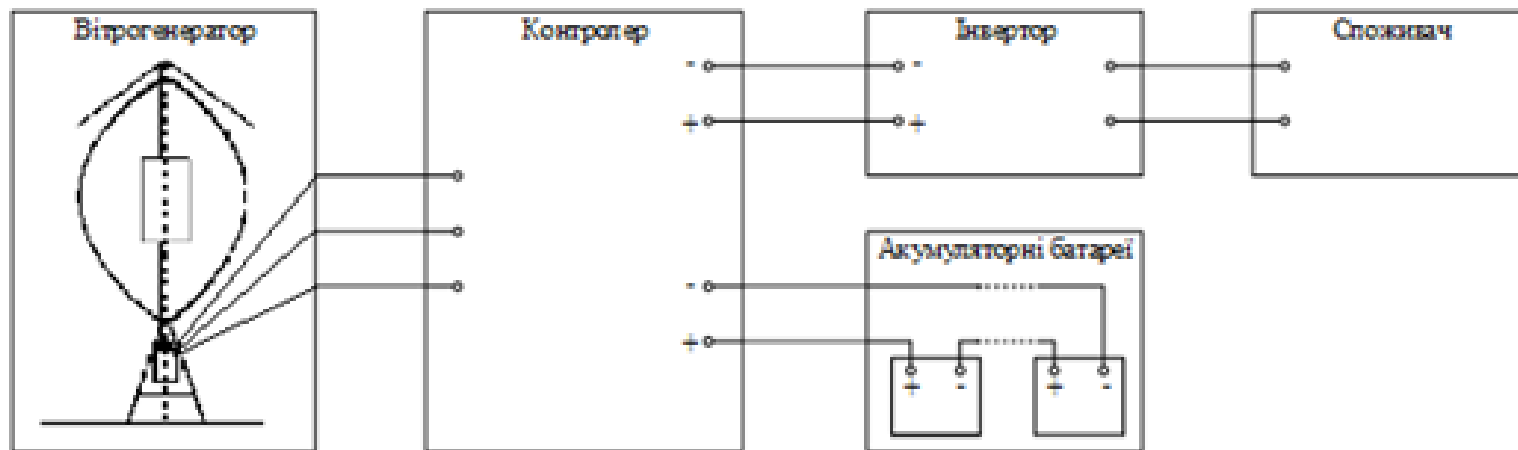 Вітрогенератор
Контролер
Інвертор
Споживач
- -
+ +
Акумуляторні батареї
-
+
+ - + -